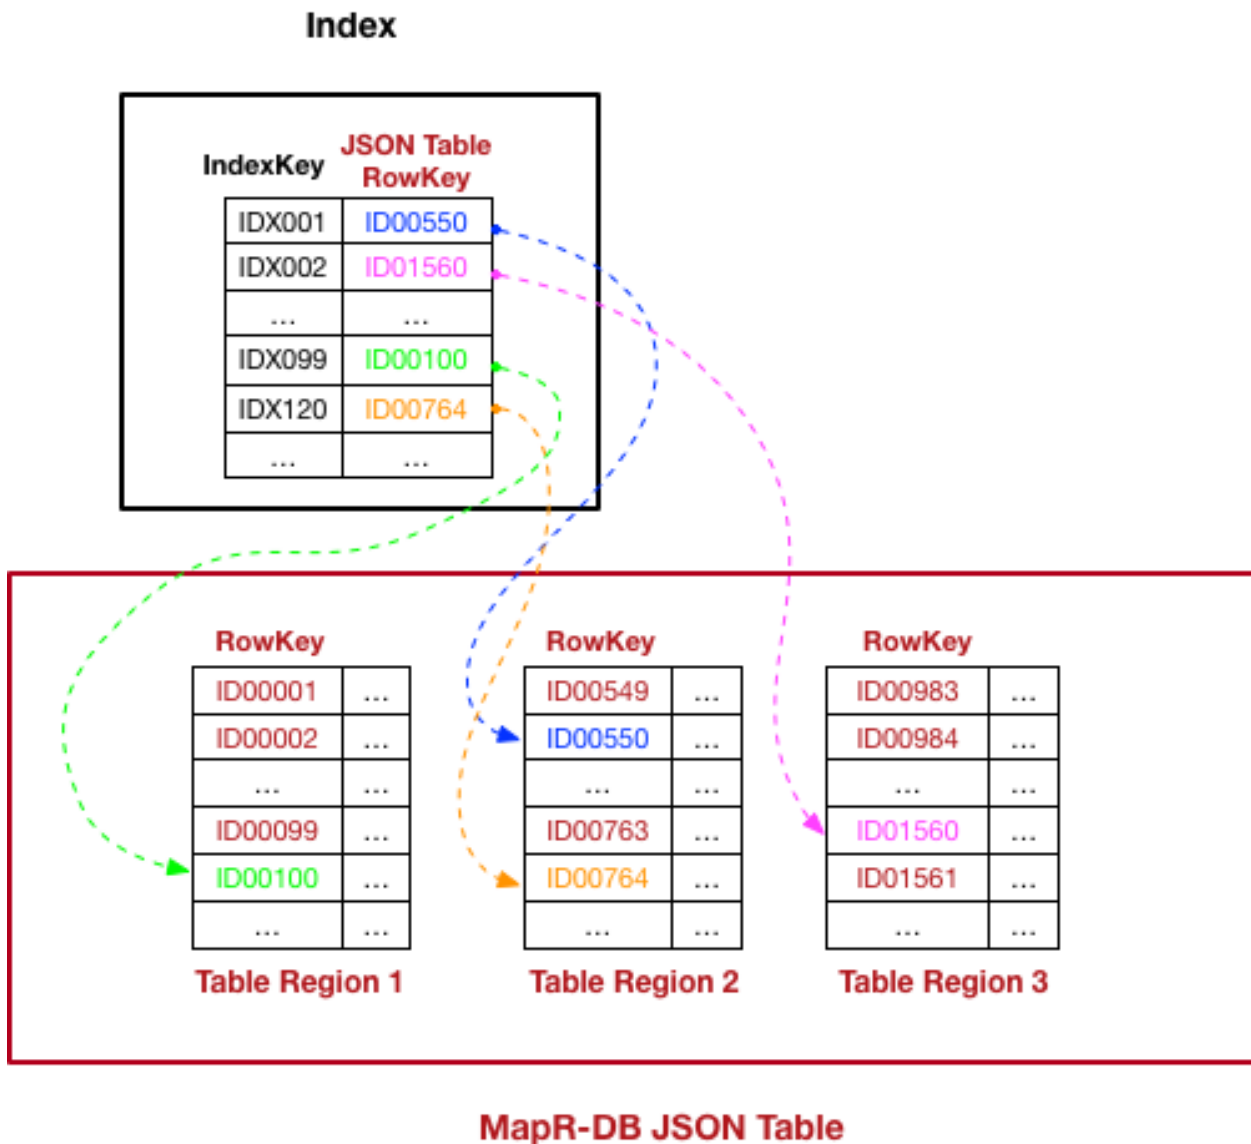 Index
IndexKey JSON Table RowKey
IDX001 ID00550
IDX002 ID01560
... ...
IDX099 ID00100
IDX120 ID00764
... ...
RowKey
ID00001 ...
ID00002 ...
... ...
ID00099 ...
ID00100 ...
... ...
Table Region 1
RowKey
ID00549 ...
ID00550 ...
... ...
ID00763 ...
ID00764 ...
... ...
Table Region 2
RowKey
ID00983 ...
ID00984 ...
... ...
ID01560 ...
ID01561 ...
... ...
Table Region 3
MapR-DB JSON Table